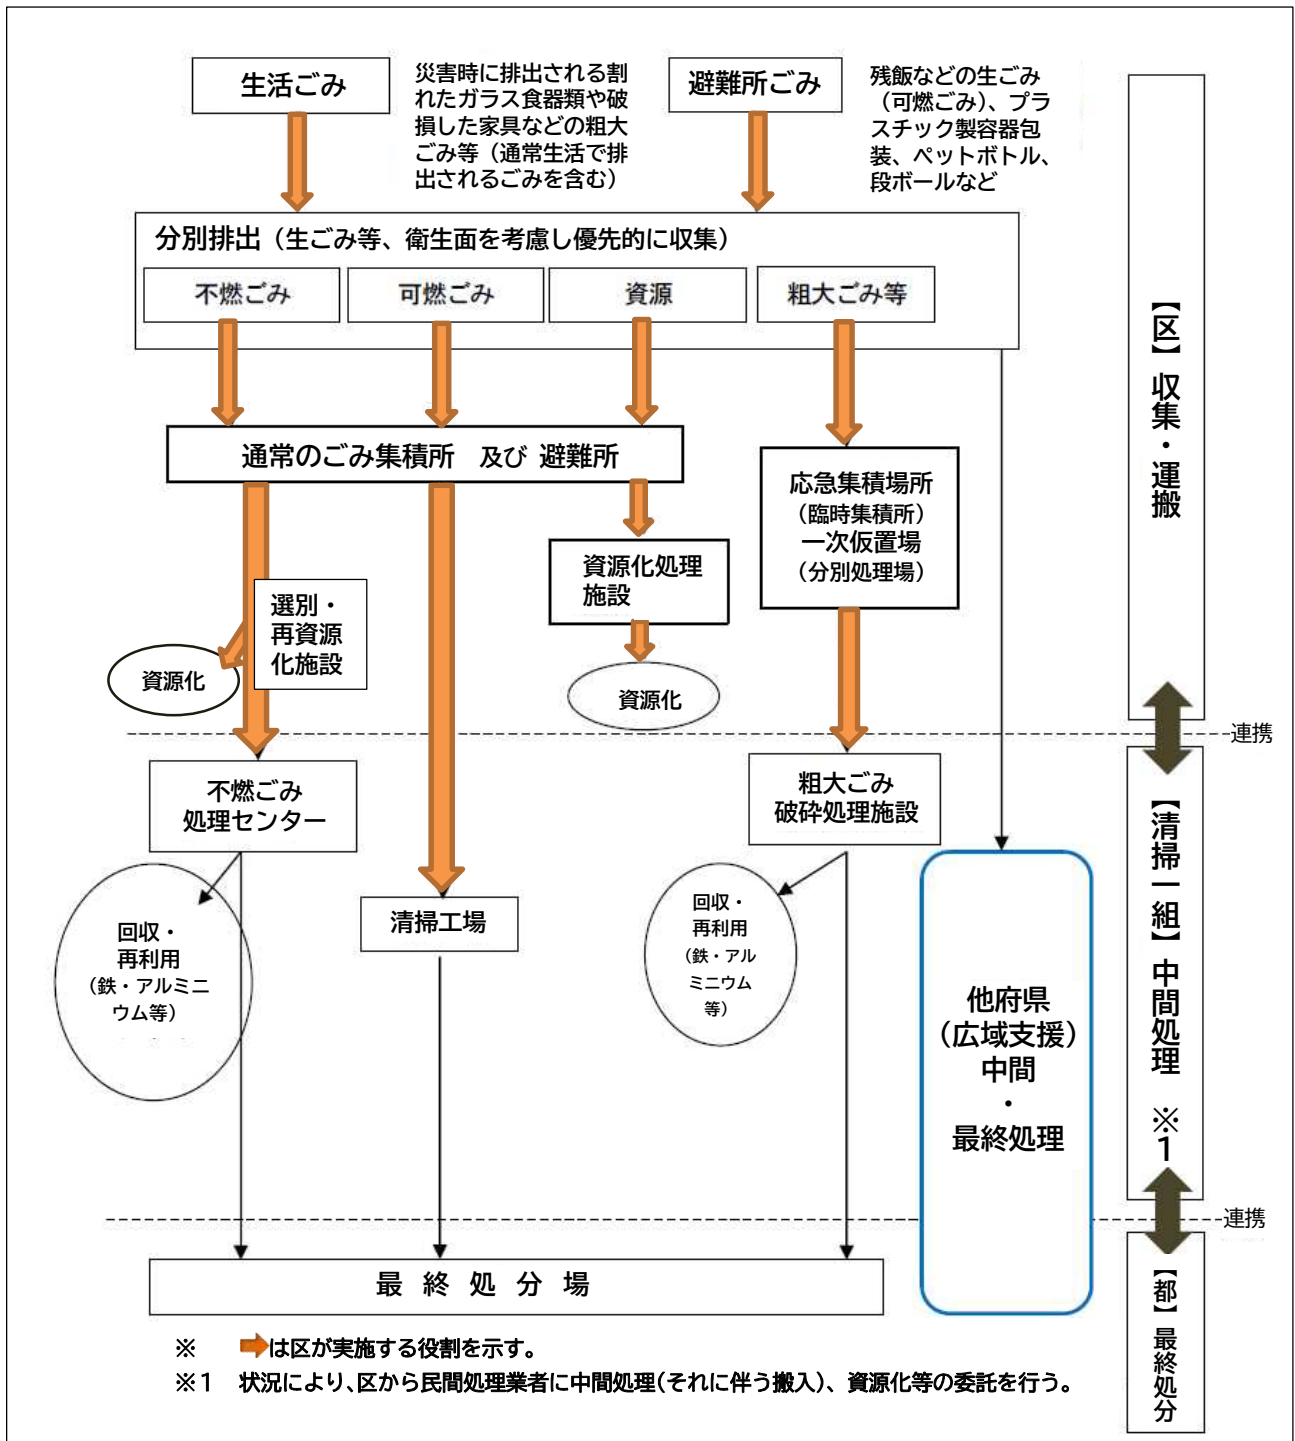 生活ごみ
災害時に排出される割
れたガラス食器類や破
損した家具などの粗大
ごみ等（通常生活で排
出されるごみを含む）
避難所ごみ
残飯などの生ごみ
（可燃ごみ）、プラ
スチック製容器包
装、ペットボトル、
段ボールなど
分別排出（生ごみ等、衛生面を考慮し優先的に収集）
不燃ごみ
可燃ごみ
資源
粗大ごみ等
通常のごみ集積所　及び 避難所
応急集積場所
（臨時集積所）
一次仮置場
（分別処理場）
資源化処理
施設
選別・
再資源
化施設
資源化
資源化
【区】収集・運搬
連携
不燃ごみ
処理センター
粗大ごみ
破砕処理施設
回収・
再利用
（鉄・アルミニ
ウム等）
清掃工場
回収・
再利用
（鉄・アル
ミニウム
等）
他府県
（広域支援）
中間
・
最終処理
【清掃一組】中間処理　※1
連携
最 終 処 分 場
【都】最終処分
※　は区が実施する役割を示す。
※1　状況により、区から民間処理業者に中間処理（それに伴う搬入）、資源化等の委託を行う。